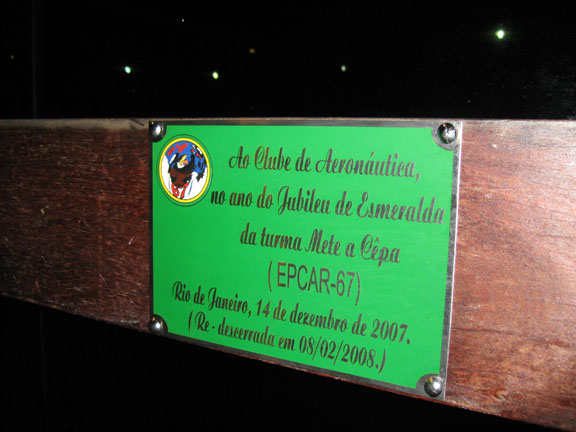 Ao Clube de Aeronáutica,
no ano do Jubileu de Esmeralda
da turma Mete a Cêpa
(EPCAR-67)
Rio de Janeiro, 14 de dezembro de 2007.
(Re-descerrada em 08/02/2008.)